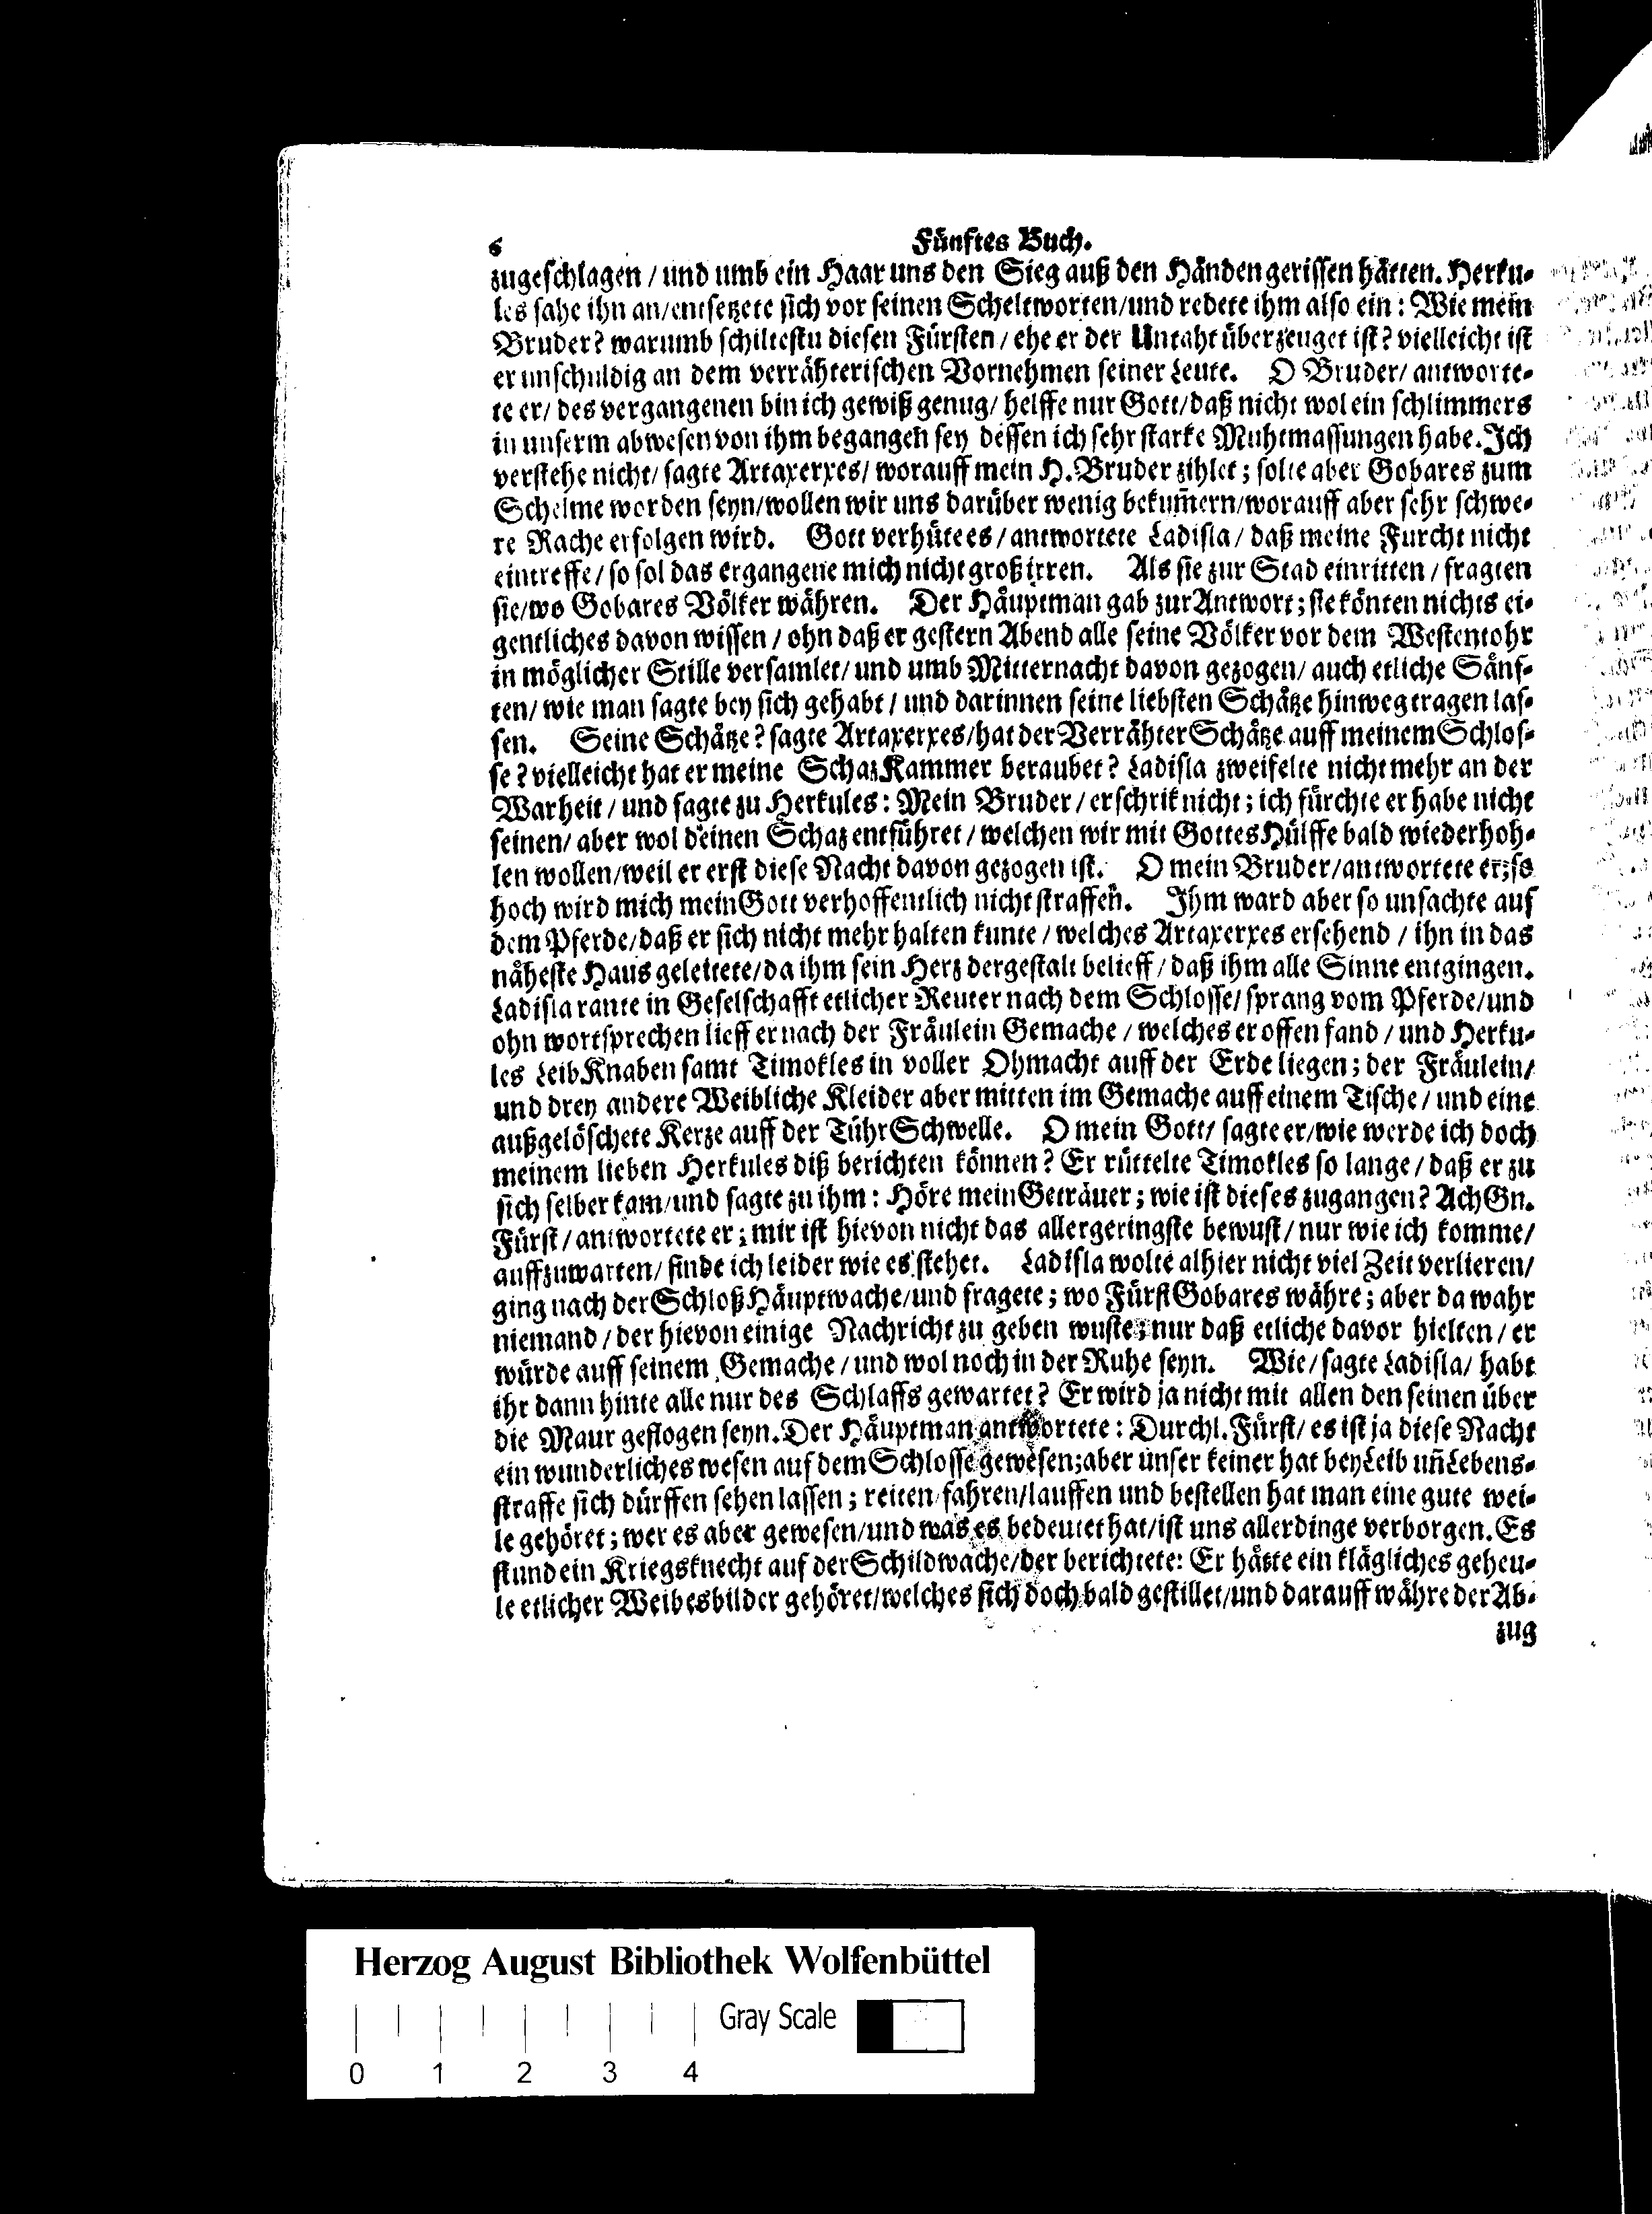 6 Fünftes Buch.
zugeschlagen / und umb ein Haar uns den Sieg auß den Händen gerissen hätten. Herku-
les sahe ihn an/entsetzete sich vor seinen Scheltworten/und redete ihm also ein: Wie mein
Bruder? warumb schiltestu diesen Fürsten / ehe er der Untaht überzeuget ist? vielleicht ist
er unschuldig an dem verrähterischen Vornehmen seiner Leute. O Bruder/ antworte-
te er/ des vergangenen bin ich gewiß genug/ helffe nur Gott/daß nicht wol ein schlimmers
in unserm abwesen von ihm begangen sey dessen ich sehr starke Muhtmassungen habe. Ich
verstehe nicht/ sagte Artaxerxes/ worauff mein H. Bruder zihlet; solte aber Gobares zum
Schelme worden seyn/wollen wir uns darüber wenig bekum̃ern/worauff aber sehr schwe-
re Rache erfolgen wird. Gott verhüte es / antwortete Ladisla / daß meine Furcht nicht
eintreffe / so sol das ergangene mich nicht groß irren. Als sie zur Stad einritten / fragten
sie/wo Gobares Völker währen. Der Häuptman gab zur Antwort; sie könten nichts ei-
gentliches davon wissen / ohn daß er gestern Abend alle seine Völker vor dem Westentohr
in möglicher Stille versamlet/ und umb Mitternacht davon gezogen/ auch etliche Sänf-
ten/ wie man sagte bey sich gehabt / und darinnen seine liebsten Schätze hinweg tragen las-
sen. Seine Schätze? sagte Artaxerxes/hat der Verrähter Schätze auff meinem Schlos-
se? vielleicht hat er meine SchazKammer beraubet? Ladisla zweifelte nicht mehr an der
Warheit / und sagte zu Herkules: Mein Bruder / erschrik nicht; ich fürchte er habe nicht
seinen/ aber wol deinen Schaz entführet / welchen wir mit Gottes Hülffe bald wiederhoh-
len wollen/weil er erst diese Nacht davon gezogen ist. O mein Bruder/antwortete er; so
hoch wird mich mein Gott verhoffentlich nicht straffen. Ihm ward aber so unsachte auf
dem Pferde/daß er sich nicht mehr halten kunte / welches Artaxerxes ersehend / ihn in das
näheste Haus geleitete/da ihm sein Herz dergestalt belieff / daß ihm alle Sinne entgingen.
Ladisla rante in Geselschafft etlicher Reuter nach dem Schlosse/ sprang vom Pferde/und
ohn wortsprechen lieff er nach der Fräulein Gemache / welches er offen fand / und Herku-
les LeibKnaben samt Timokles in voller Ohmacht auff der Erde liegen; der Fräulein/
und drey andere Weibliche Kleider aber mitten im Gemache auff einem Tische / und eine
außgelöschete Kerze auff der TührSchwelle. O mein Gott/ sagte er/wie werde ich doch
meinem lieben Herkules diß berichten können? Er rüttelte Timokles so lange / daß er zu
sich selber kam/und sagte zu ihm: Höre mein Geträuer; wie ist dieses zugangen? Ach Gn.
Fürst / antwortete er; mir ist hievon nicht das allergeringste bewust / nur wie ich komme/
auffzuwarten/ finde ich leider wie es stehet. Ladisla wolte alhier nicht viel Zeit verlieren/
ging nach der SchloßHäuptwache/und fragete; wo Fürst Gobares währe; aber da wahr
niemand / der hievon einige Nachricht zu geben wuste; nur daß etliche davor hielten / er
würde auff seinem Gemache / und wol noch in der Ruhe seyn. Wie / sagte Ladisla/ habt
ihr dann hinte alle nur des Schlaffs gewartet? Er wird ja nicht mit allen den seinen über
die Maur geflogen seyn. Der Häuptman antwortete: Durchl. Fürst/ es ist ja diese Nacht
ein wunderliches wesen auf dem Schlosse gewesen; aber unser keiner hat bey Leib uñ Lebens-
straffe sich dürffen sehen lassen; reiten/ fahren/lauffen und bestellen hat man eine gute wei-
le gehöret; wer es aber gewesen/und was es bedeutet hat/ist uns allerdinge verborgen. Es
stund ein Kriegsknecht auf der Schildwache/der berichtete: Er hätte ein klägliches geheu-
le etlicher Weibesbilder gehöret/welches sich doch bald gestillet/und darauff währe der Ab-
zug
Herzog August Bibliothek Wolfenbüttel
Gray Scale
0 1 2 3 4